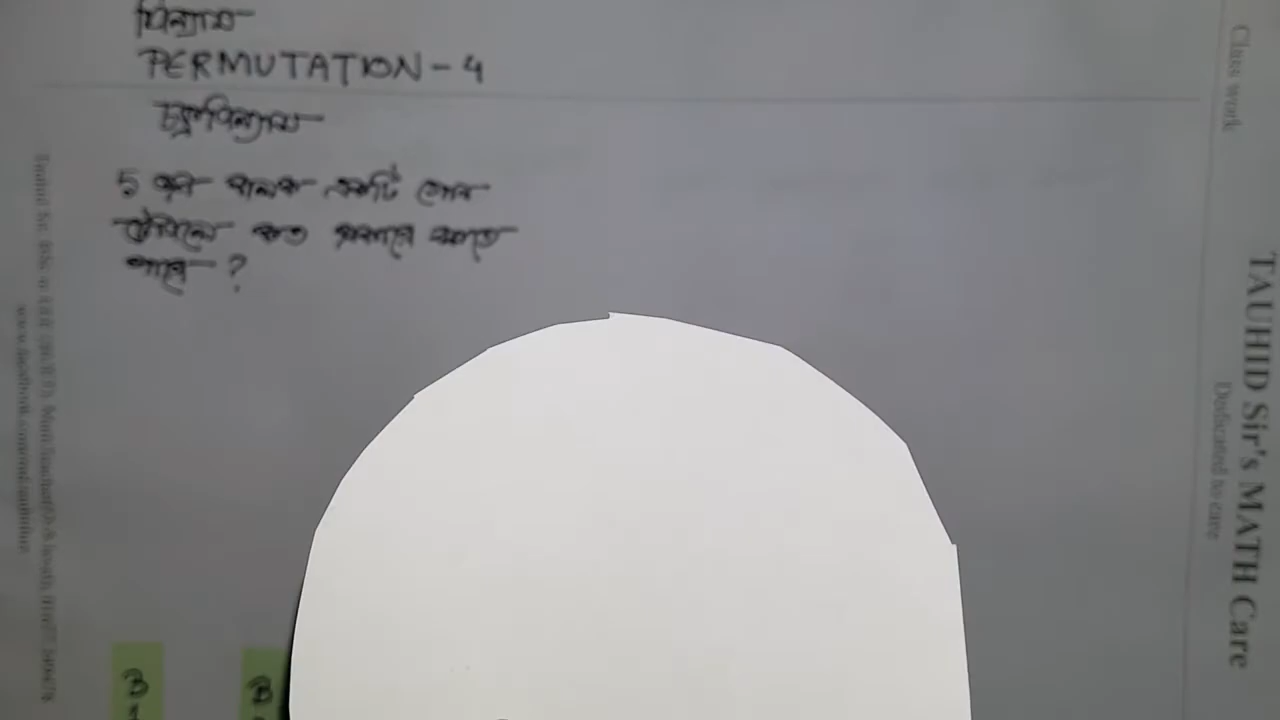 বিন্যাস
PERMUTATION - 4
চক্রবিন্যাস
5 জন বালক একটি গোল
টেবিলে কত প্রকারে বসতে
পারে ?
Class work
TAUHID Sir's MATH Care
Dedicated to care
B
B